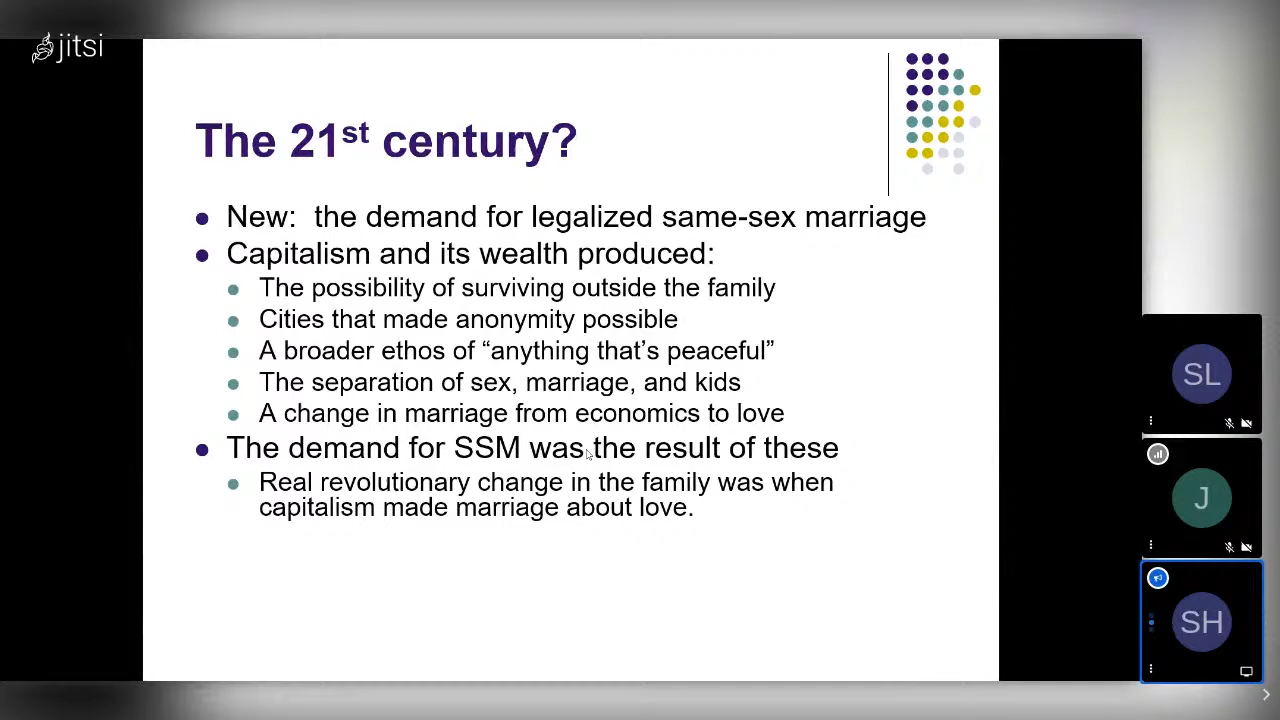 jitsi
The 21st century?
New: the demand for legalized same-sex marriage
Capitalism and its wealth produced:
The possibility of surviving outside the family
Cities that made anonymity possible
A broader ethos of “anything that’s peaceful”
The separation of sex, marriage, and kids
A change in marriage from economics to love
The demand for SSM was the result of these
Real revolutionary change in the family was when
capitalism made marriage about love.
SL
J
SH